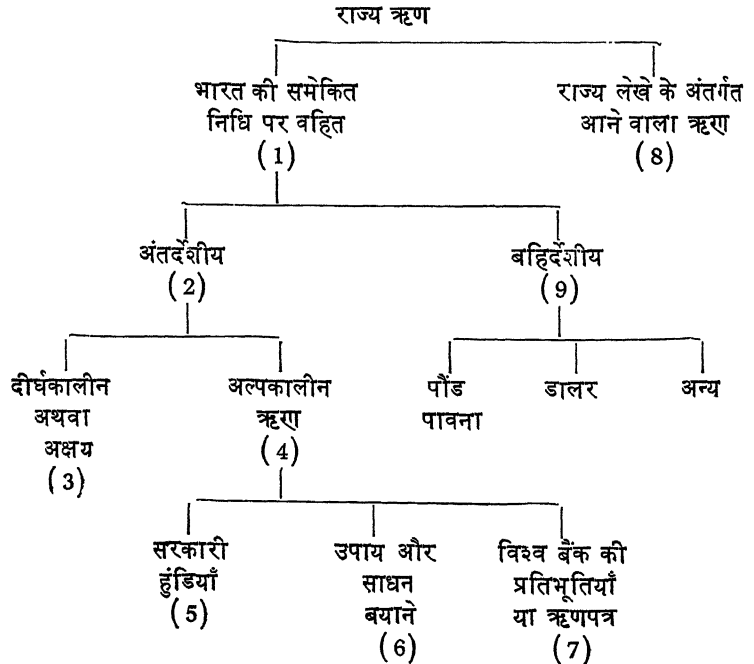 राज्य ऋण
भारत की समेकित
निधि पर वहित
(1)
राज्य लेखे के अंतर्गत
आने वाला ऋण
(8)
अंतर्देशीय
(2)
बहिर्देशीय
(9)
दीर्घकालीन
अथवा
अक्षय
(3)
अल्पकालीन
ऋण
(4)
पौंड
पावना
डालर
अन्य
सरकारी
हुंडियाँ
(5)
उपाय और
साधन
बयाने
(6)
विश्व बैंक की
प्रतिभूतियाँ
या ऋणपत्र
(7)